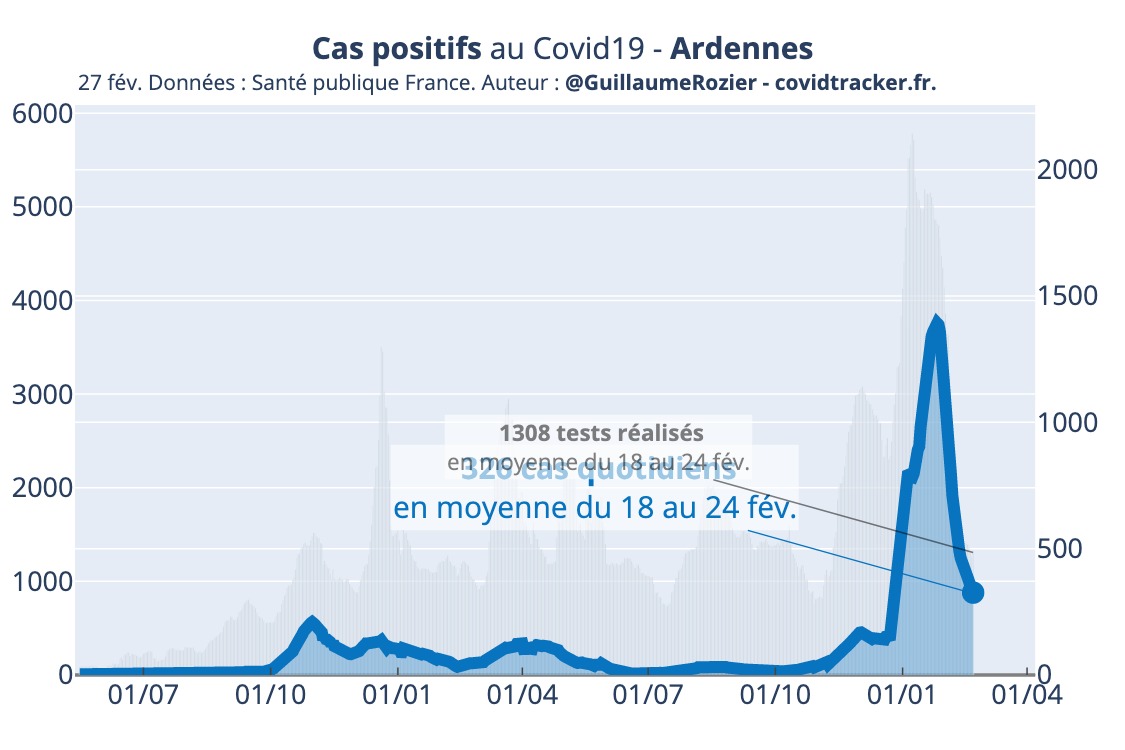 Cas positifs au Covid19 - Ardennes
27 fév. Données : Santé publique France. Auteur : @GuillaumeRozier - covidtracker.fr.
6000
5000
4000
3000
2000
1000
0
2000
1500
1000
500
0
1308 tests réalisés
en moyenne du 18 au 24 fév.
326 cas quotidiens
en moyenne du 18 au 24 fév.
01/07 01/10 01/01 01/04 01/07 01/10 01/01 01/04